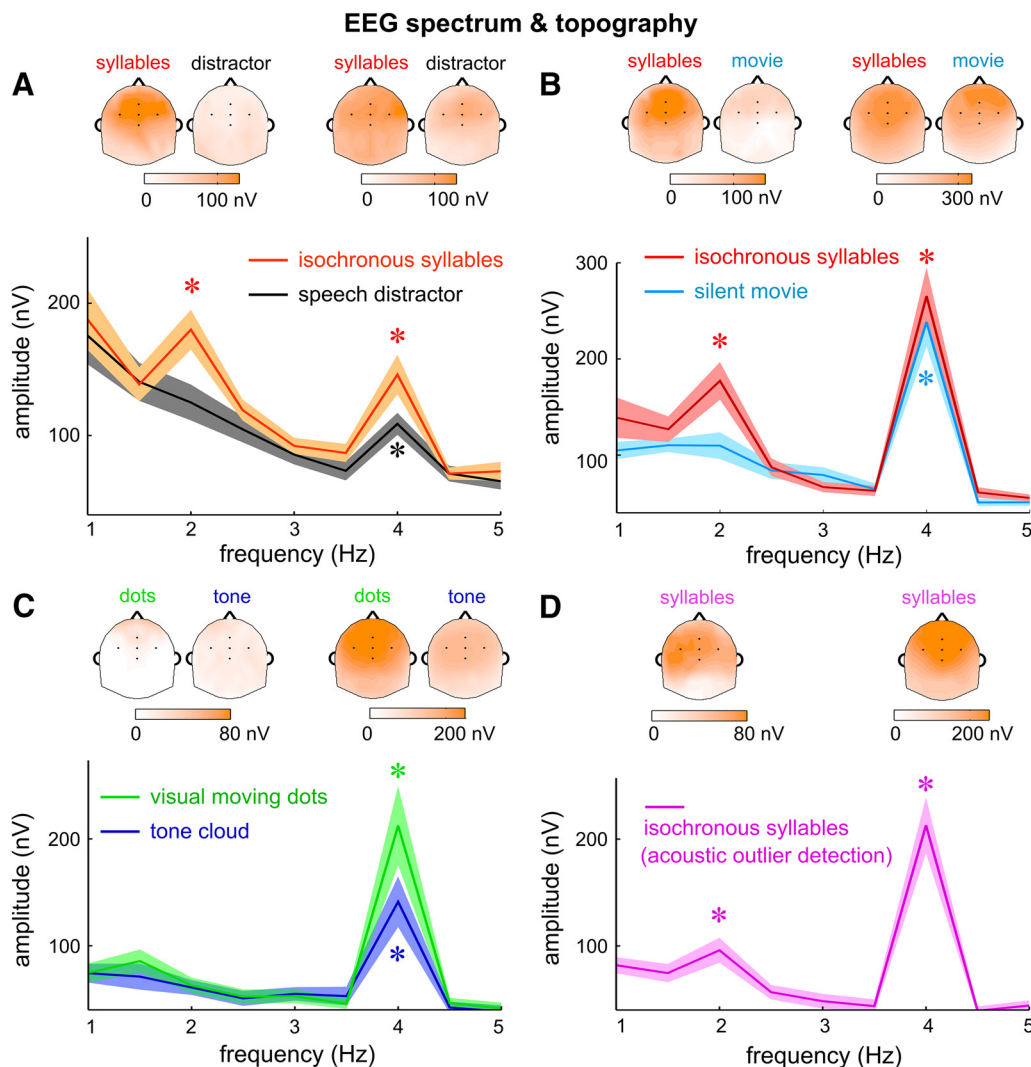 EEG spectrum & topography
A
syllables distractor syllables distractor
0 100 nV 0 100 nV
amplitude (nV)
200
100
* isochronous syllables
speech distractor
*
*
1 2 3 4 5
frequency (Hz)
B
syllables movie syllables movie
0 100 nV 0 300 nV
amplitude (nV)
300
200
100
isochronous syllables *
silent movie
*
*
1 2 3 4 5
frequency (Hz)
C
dots tone dots tone
0 80 nV 0 200 nV
amplitude (nV)
200
100
*
visual moving dots
tone cloud
*
1 2 3 4 5
frequency (Hz)
D
syllables syllables
0 80 nV 0 200 nV
amplitude (nV)
200
100
*
isochronous syllables
(acoustic outlier detection)
*
1 2 3 4 5
frequency (Hz)